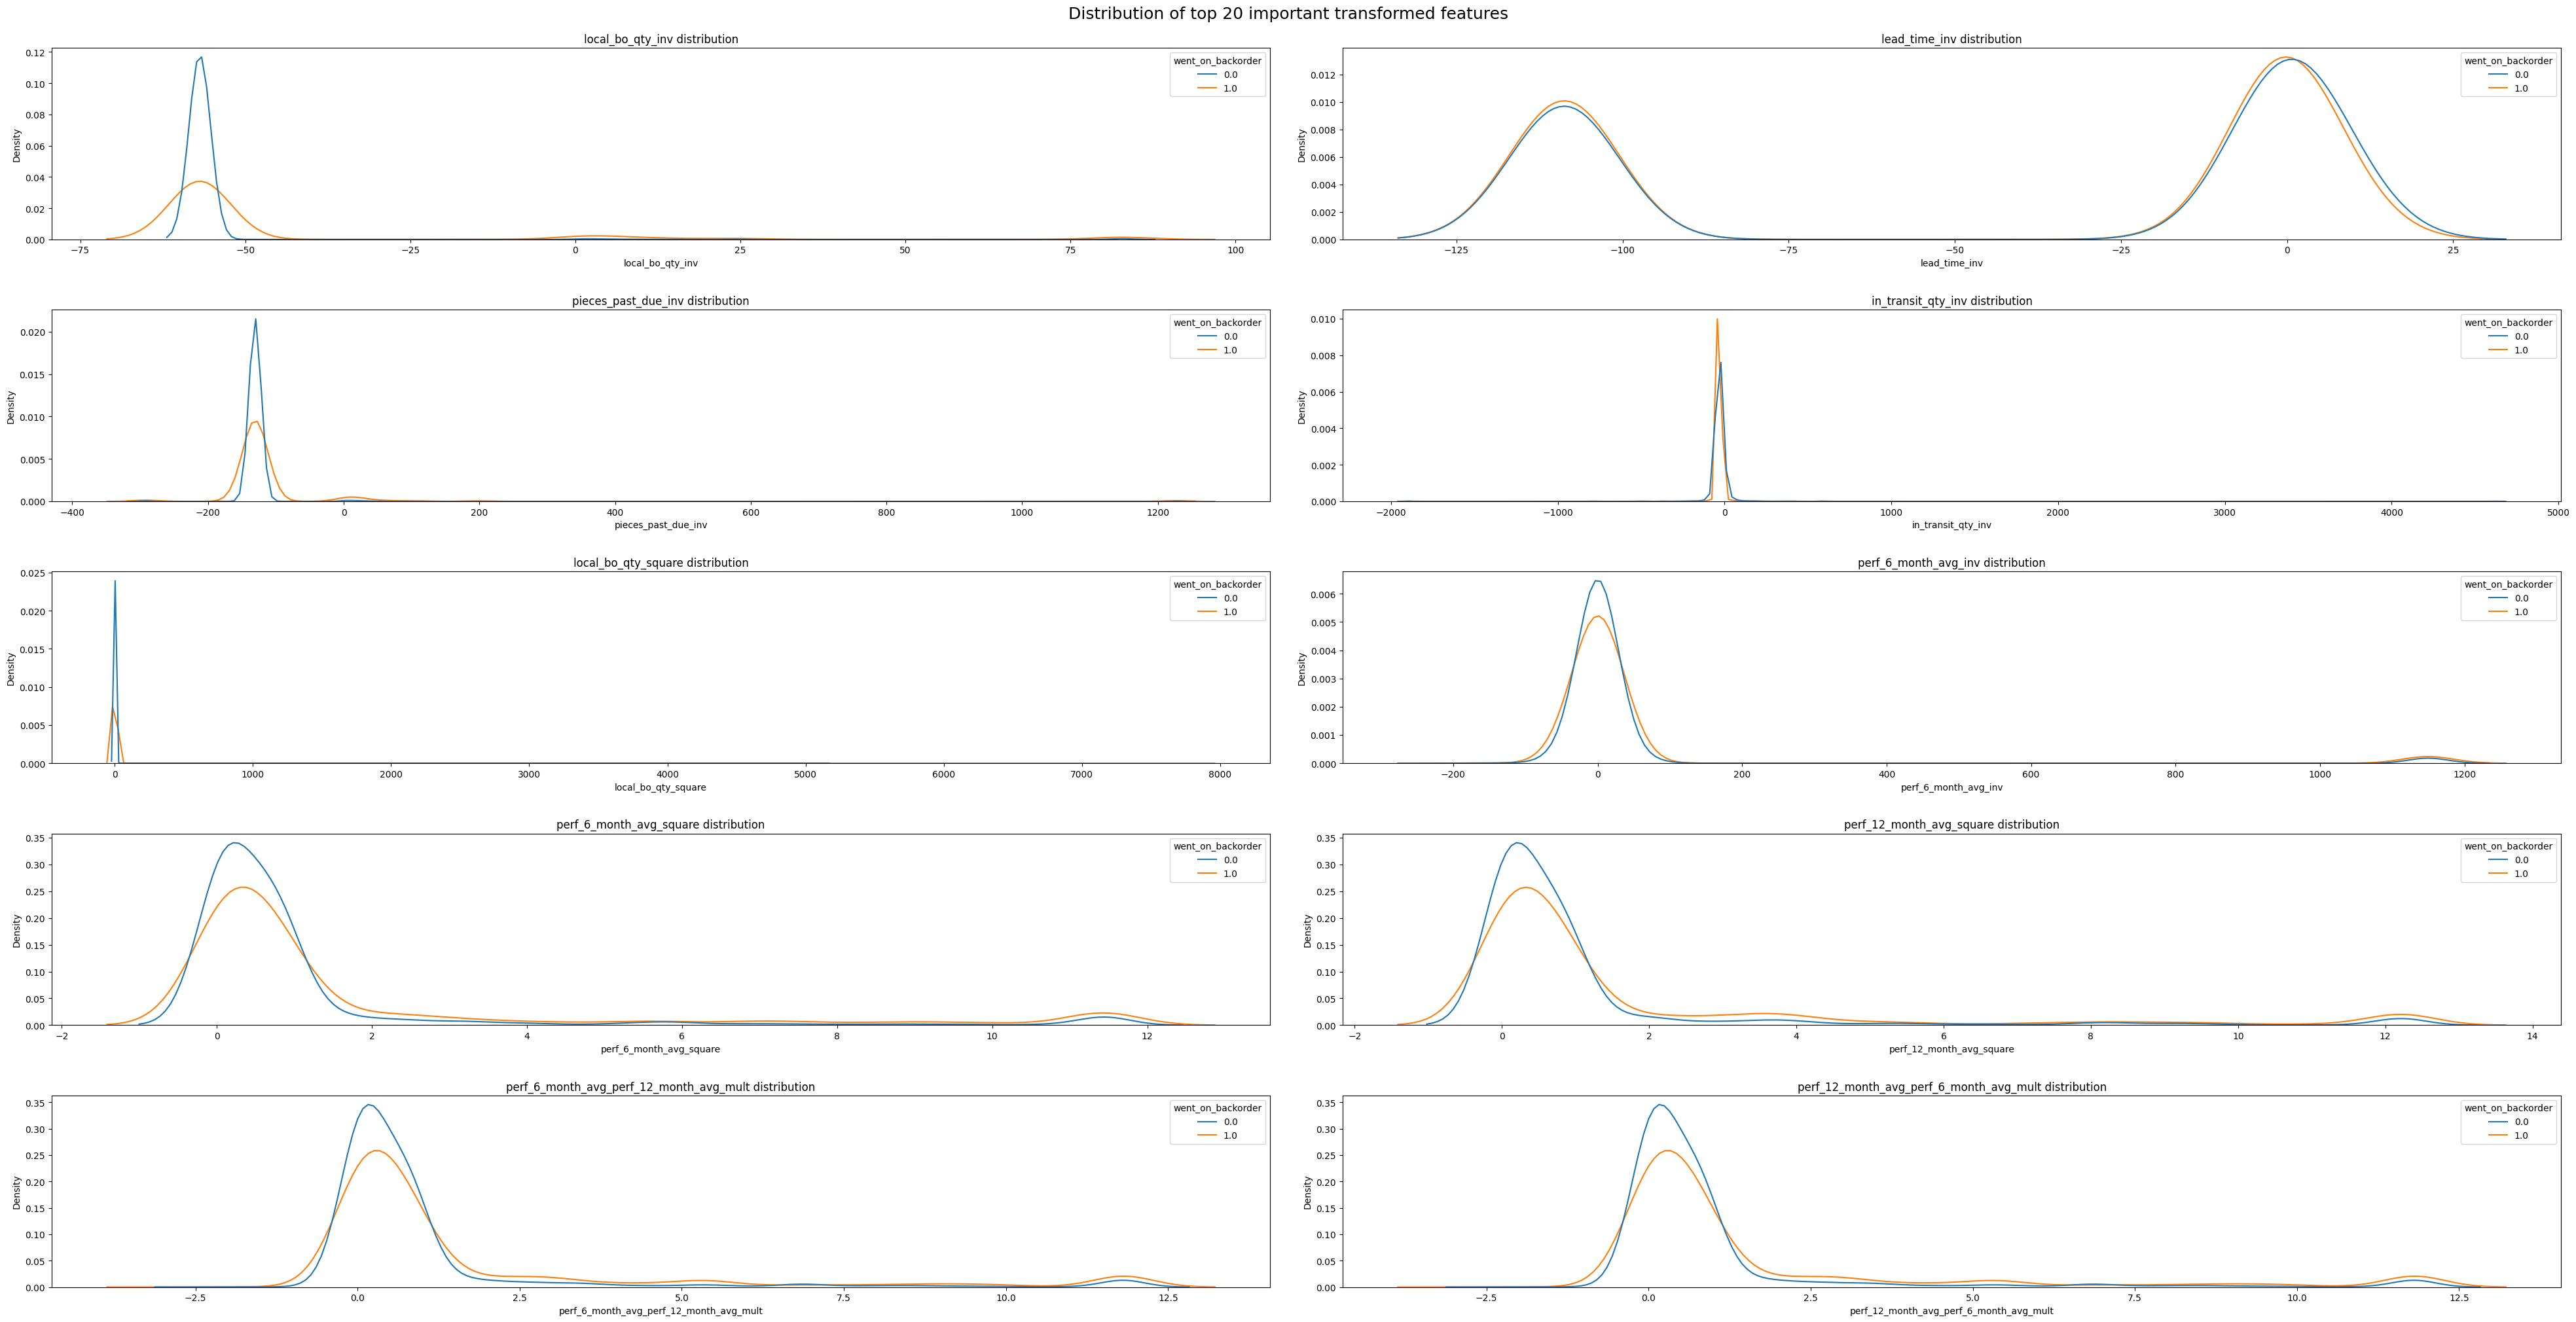 Distribution of top 20 important transformed features
local_bo_qty_inv distribution
0.12
0.10
0.08
0.06
0.04
0.02
0.00
Density
−75 −50 −25 0 25 50 75 100
local_bo_qty_inv
went_on_backorder
0.0
1.0
lead_time_inv distribution
0.012
0.010
0.008
0.006
0.004
0.002
0.000
Density
−125 −100 −75 −50 −25 0 25
lead_time_inv
went_on_backorder
0.0
1.0
pieces_past_due_inv distribution
0.020
0.015
0.010
0.005
0.000
Density
−400 −200 0 200 400 600 800 1000 1200
pieces_past_due_inv
went_on_backorder
0.0
1.0
in_transit_qty_inv distribution
0.010
0.008
0.006
0.004
0.002
0.000
Density
−2000 −1000 0 1000 2000 3000 4000 5000
in_transit_qty_inv
went_on_backorder
0.0
1.0
local_bo_qty_square distribution
0.025
0.020
0.015
0.010
0.005
0.000
Density
0 1000 2000 3000 4000 5000 6000 7000 8000
local_bo_qty_square
went_on_backorder
0.0
1.0
perf_6_month_avg_inv distribution
0.006
0.005
0.004
0.003
0.002
0.001
0.000
Density
−200 0 200 400 600 800 1000 1200
perf_6_month_avg_inv
went_on_backorder
0.0
1.0
perf_6_month_avg_square distribution
0.35
0.30
0.25
0.20
0.15
0.10
0.05
0.00
Density
−2 0 2 4 6 8 10 12
perf_6_month_avg_square
went_on_backorder
0.0
1.0
perf_12_month_avg_square distribution
0.35
0.30
0.25
0.20
0.15
0.10
0.05
0.00
Density
−2 0 2 4 6 8 10 12 14
perf_12_month_avg_square
went_on_backorder
0.0
1.0
perf_6_month_avg_perf_12_month_avg_mult distribution
0.35
0.30
0.25
0.20
0.15
0.10
0.05
0.00
Density
−2.5 0.0 2.5 5.0 7.5 10.0 12.5
perf_6_month_avg_perf_12_month_avg_mult
went_on_backorder
0.0
1.0
perf_12_month_avg_perf_6_month_avg_mult distribution
0.35
0.30
0.25
0.20
0.15
0.10
0.05
0.00
Density
−2.5 0.0 2.5 5.0 7.5 10.0 12.5
perf_12_month_avg_perf_6_month_avg_mult
went_on_backorder
0.0
1.0